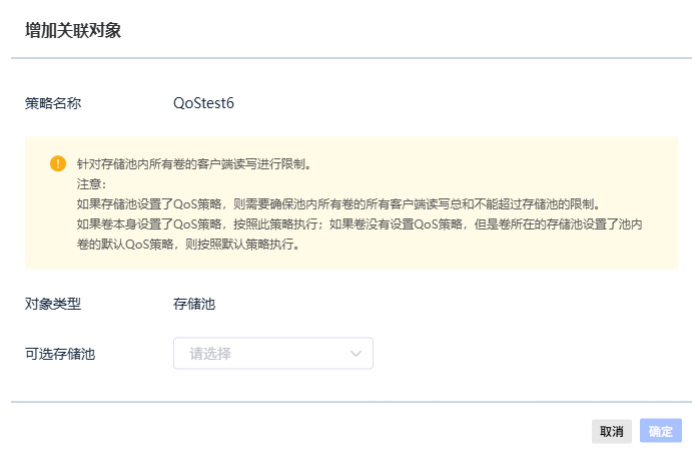 增加关联对象
策略名称 QoStest6
针对存储池内所有卷的客户端读写进行限制。
注意：
如果存储池设置了QoS策略，则需要确保池内所有卷的所有客户端读写总和不能超过存储池的限制。
如果卷本身设置了QoS策略，按照此策略执行；如果卷没有设置QoS策略，但是卷所在的存储池设置了池内
卷的默认QoS策略，则按照默认策略执行。
对象类型 存储池
可选存储池 请选择
取消 确定